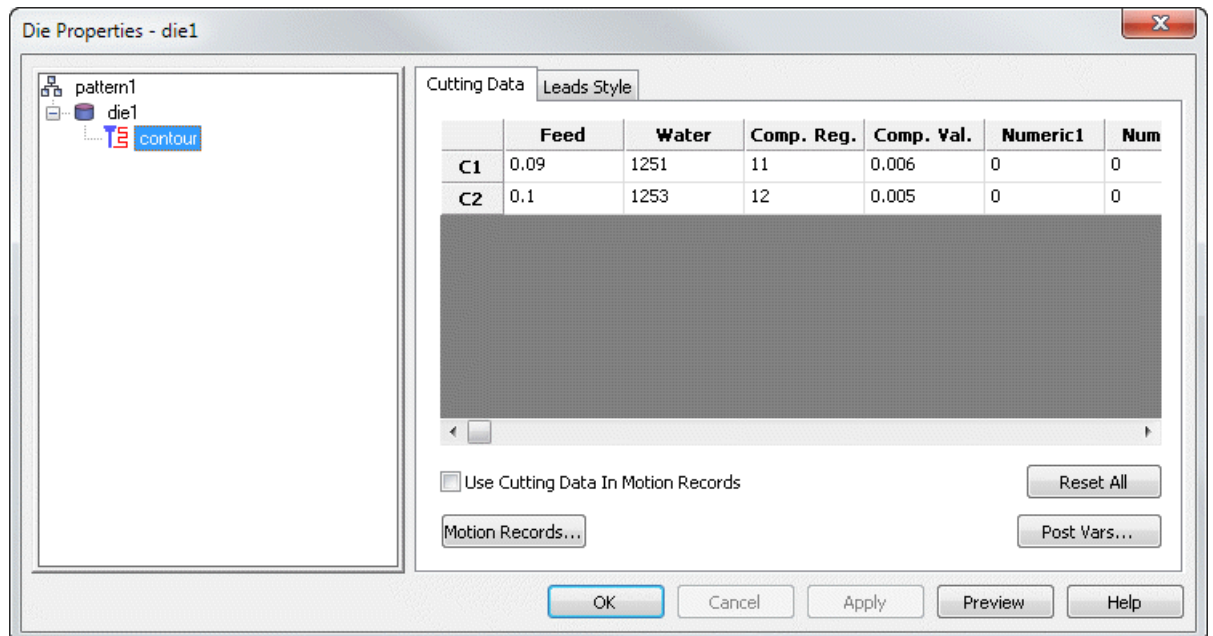 Die Properties - die1
pattern1
die1
contour
Cutting Data Leads Style
Feed Water Comp. Reg. Comp. Val. Numeric1 Num
C1 0.09 1251 11 0.006 0 0
C2 0.1 1253 12 0.005 0 0
Use Cutting Data In Motion Records
Reset All
Motion Records... Post Vars...
OK Cancel Apply Preview Help